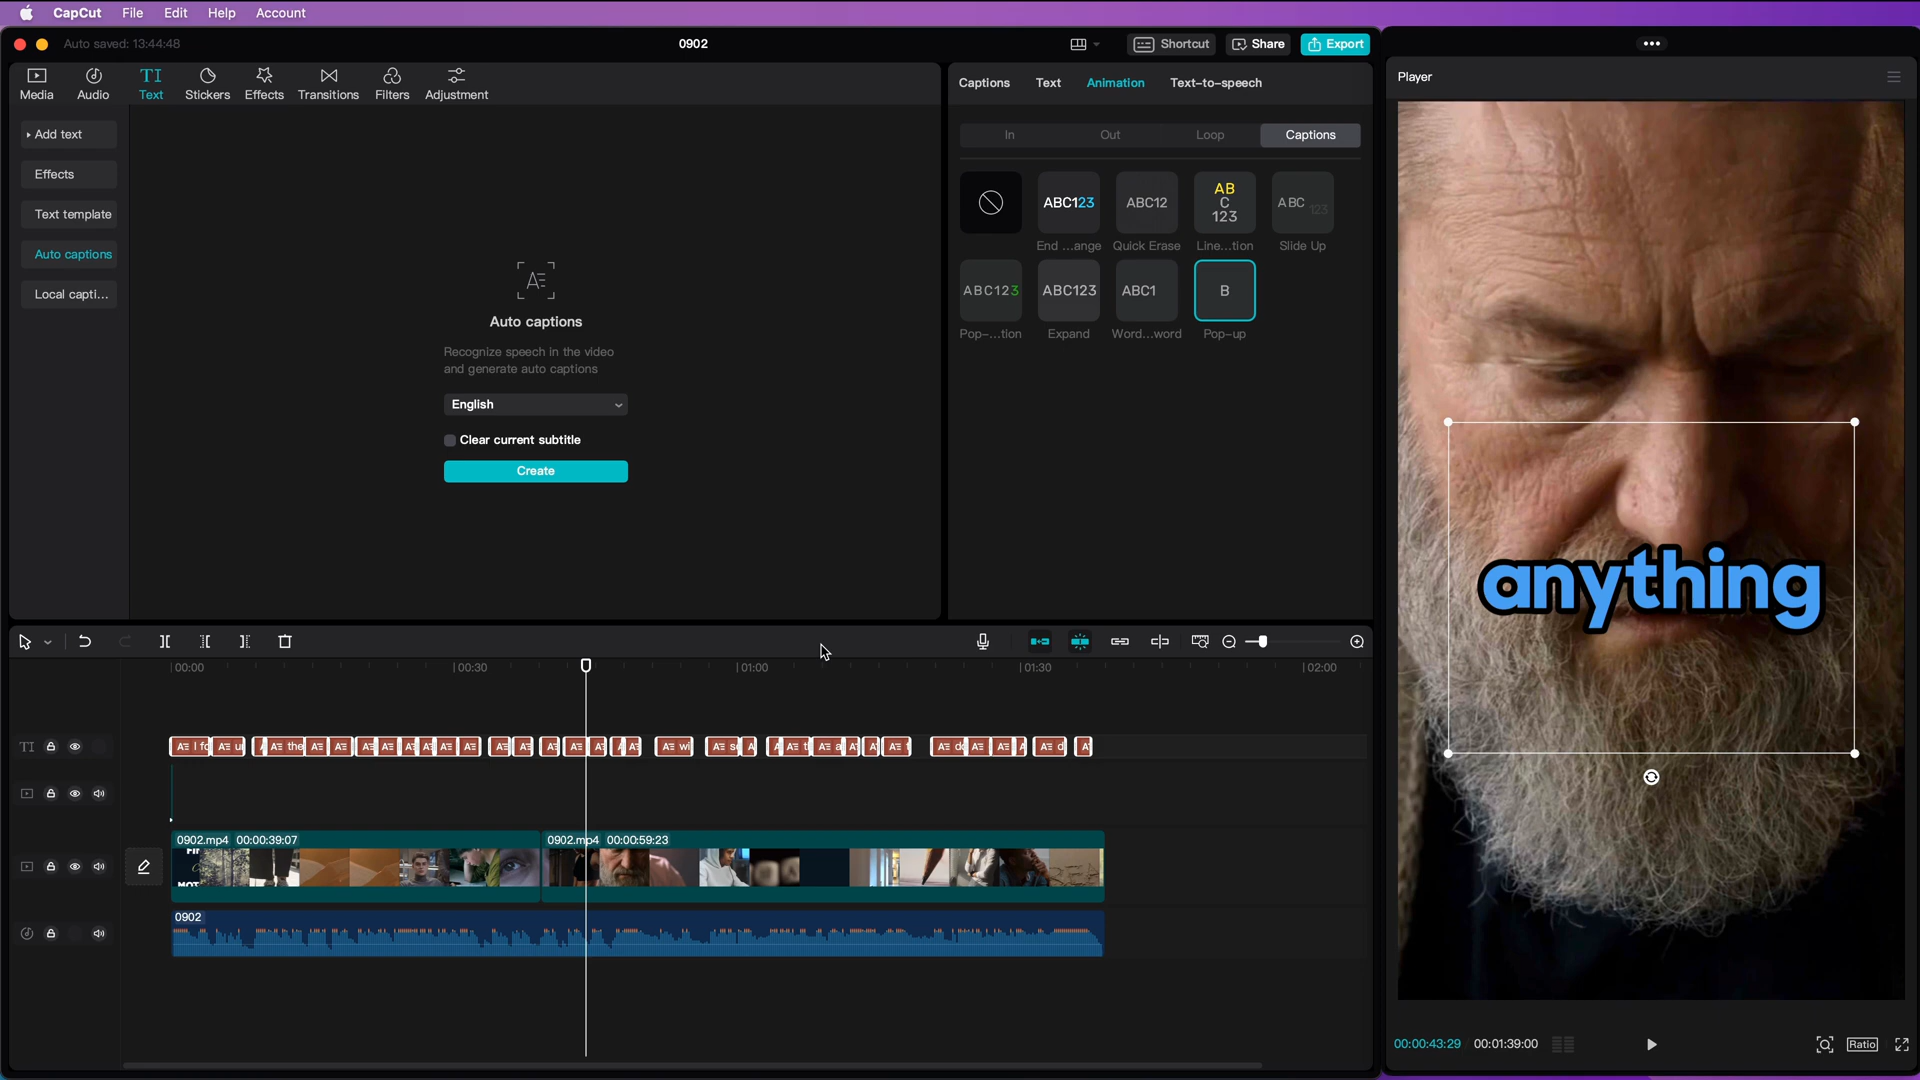 CapCut File Edit Help Account
Auto saved: 13:44:48
0902
Shortcut Share Export
Media Audio Text Stickers Effects Transitions Filters Adjustment
Add text
Effects
Text template
Auto captions
Local capti...
Auto captions
Recognize speech in the video
and generate auto captions
English
Clear current subtitle
Create
Captions Text Animation Text-to-speech
In Out Loop Captions
ABC123
End ...ange
ABC12
Quick Erase
AB
C
123
Line...tion
ABC 123
Slide Up
ABC123
Pop-...tion
ABC123
Expand
ABC1
Word...word
B
Pop-up
Player
anything
00:00:43:29 00:01:39:00
Ratio
00:00 00:30 01:00 01:30 02:00
0902.mp4 00:00:39:07
0902.mp4 00:00:59:23
0902